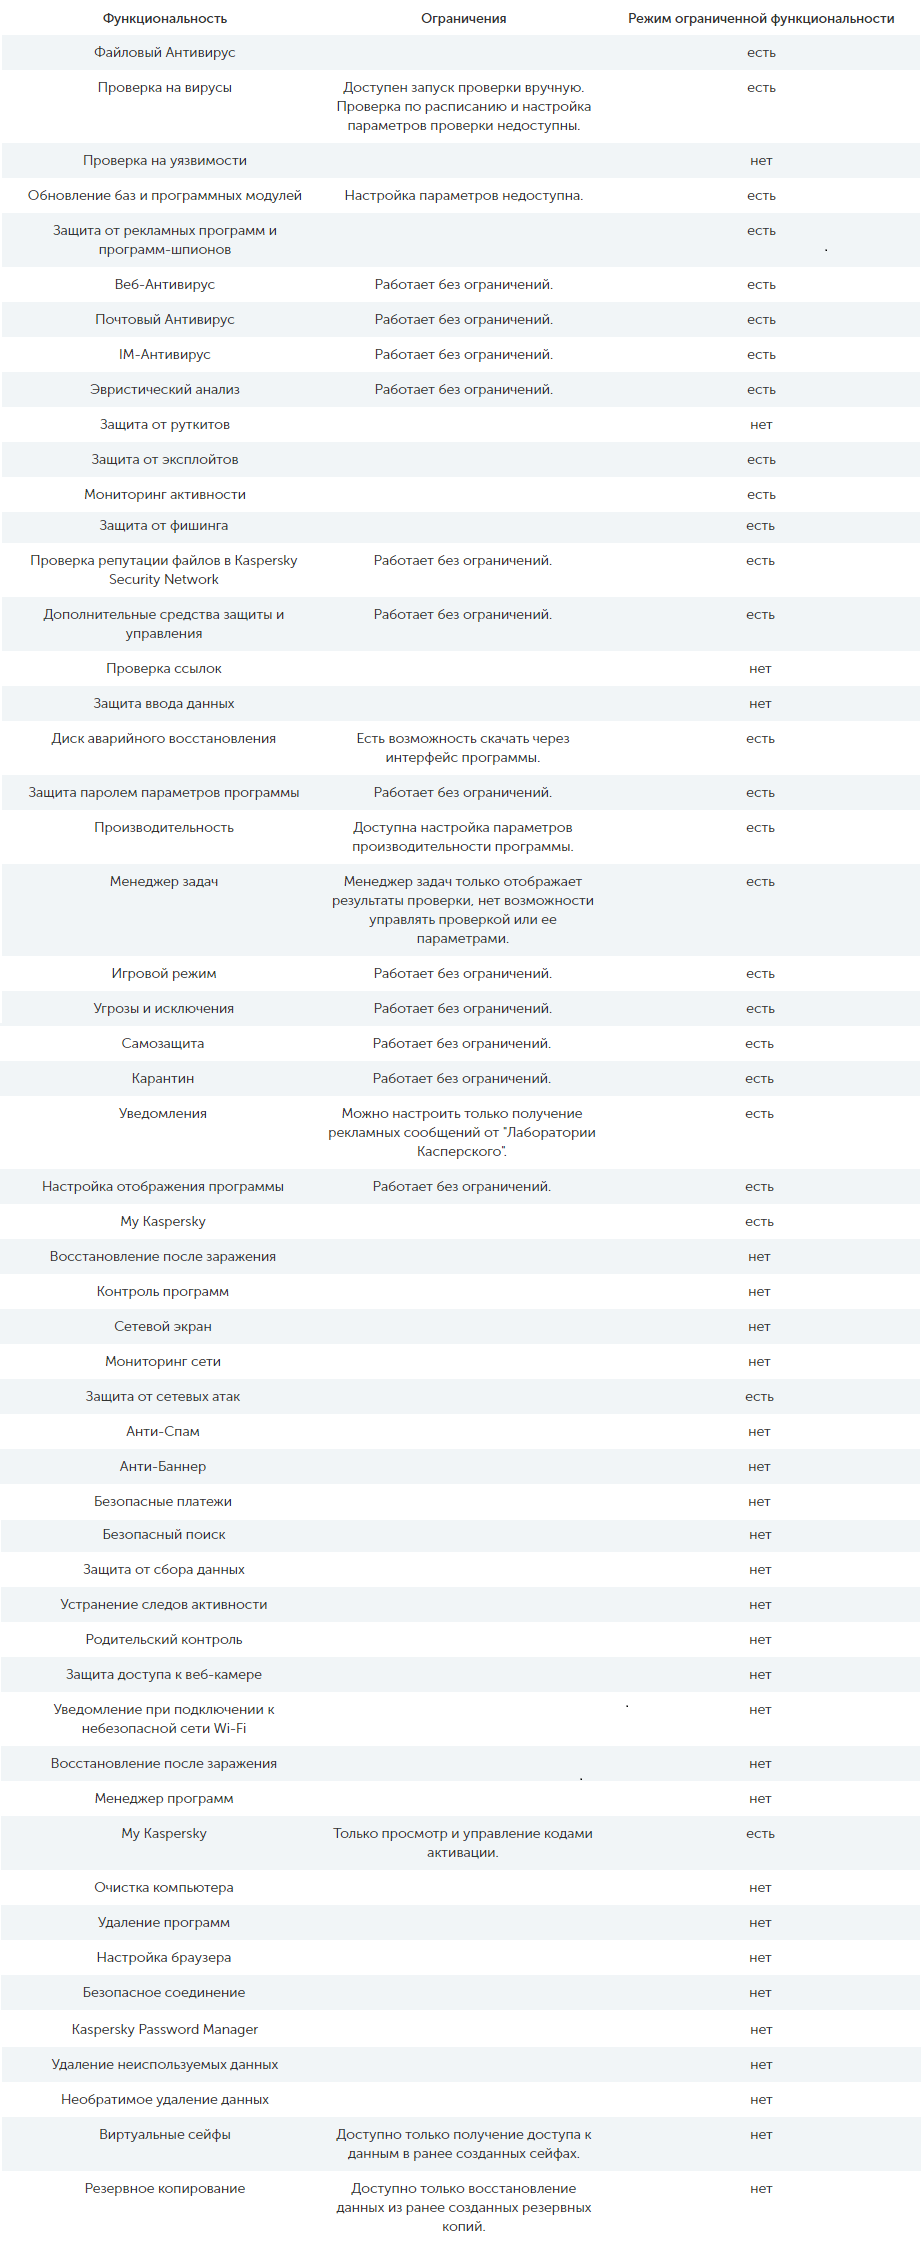 Функциональность Ограничения Режим ограниченной функциональности
Файловый Антивирус есть
Проверка на вирусы Доступен запуск проверки вручную. есть
Проверка по расписанию и настройка
параметров проверки недоступны.
Проверка на уязвимости нет
Обновление баз и программных модулей Настройка параметров недоступна. есть
Защита от рекламных программ и есть
программ-шпионов
Веб-Антивирус Работает без ограничений. есть
Почтовый Антивирус Работает без ограничений. есть
IM-Антивирус Работает без ограничений. есть
Эвристический анализ Работает без ограничений. есть
Защита от руткитов нет
Защита от эксплойтов есть
Мониторинг активности есть
Защита от фишинга есть
Проверка репутации файлов в Kaspersky Работает без ограничений. есть
Security Network
Дополнительные средства защиты и Работает без ограничений. есть
управления
Проверка ссылок нет
Защита ввода данных нет
Диск аварийного восстановления Есть возможность скачать через есть
интерфейс программы.
Защита паролем параметров программы Работает без ограничений. есть
Производительность Доступна настройка параметров есть
производительности программы.
Менеджер задач Менеджер задач только отображает есть
результаты проверки, нет возможности
управлять проверкой или ее
параметрами.
Игровой режим Работает без ограничений. есть
Угрозы и исключения Работает без ограничений. есть
Самозащита Работает без ограничений. есть
Карантин Работает без ограничений. есть
Уведомления Можно настроить только получение есть
рекламных сообщений от "Лаборатории
Касперского".
Настройка отображения программы Работает без ограничений. есть
My Kaspersky есть
Восстановление после заражения нет
Контроль программ нет
Сетевой экран нет
Мониторинг сети нет
Защита от сетевых атак есть
Анти-Спам нет
Анти-Баннер нет
Безопасные платежи нет
Безопасный поиск нет
Защита от сбора данных нет
Устранение следов активности нет
Родительский контроль нет
Защита доступа к веб-камере нет
Уведомление при подключении к нет
небезопасной сети Wi-Fi
Восстановление после заражения нет
Менеджер программ нет
My Kaspersky Только просмотр и управление кодами есть
активации.
Очистка компьютера нет
Удаление программ нет
Настройка браузера нет
Безопасное соединение нет
Kaspersky Password Manager нет
Удаление неиспользуемых данных нет
Необратимое удаление данных нет
Виртуальные сейфы Доступно только получение доступа к нет
данным в ранее созданных сейфах.
Резервное копирование Доступно только восстановление нет
данных из ранее созданных резервных
копий.